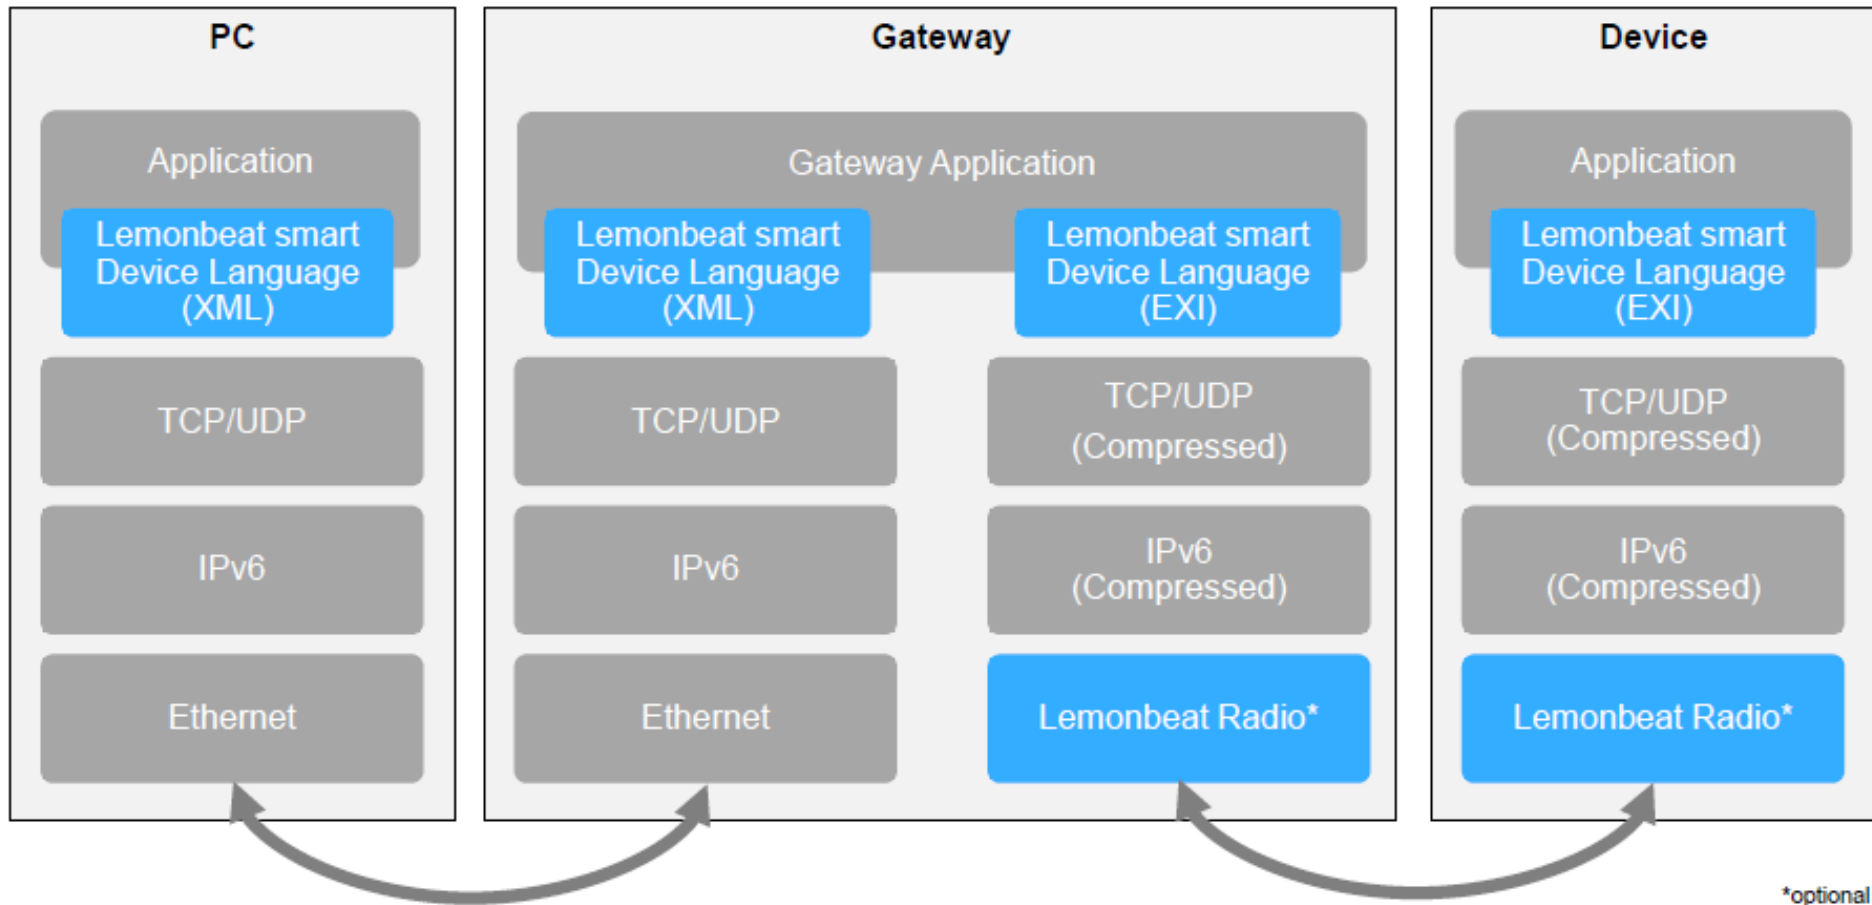 PC
Application
Lemonbeat smart
Device Language
(XML)
TCP/UDP
IPv6
Ethernet
Gateway
Gateway Application
Lemonbeat smart
Device Language
(XML)
TCP/UDP
IPv6
Ethernet
Lemonbeat smart
Device Language
(EXI)
TCP/UDP
(Compressed)
IPv6
(Compressed)
Lemonbeat Radio*
Device
Application
Lemonbeat smart
Device Language
(EXI)
TCP/UDP
(Compressed)
IPv6
(Compressed)
Lemonbeat Radio*
*optional